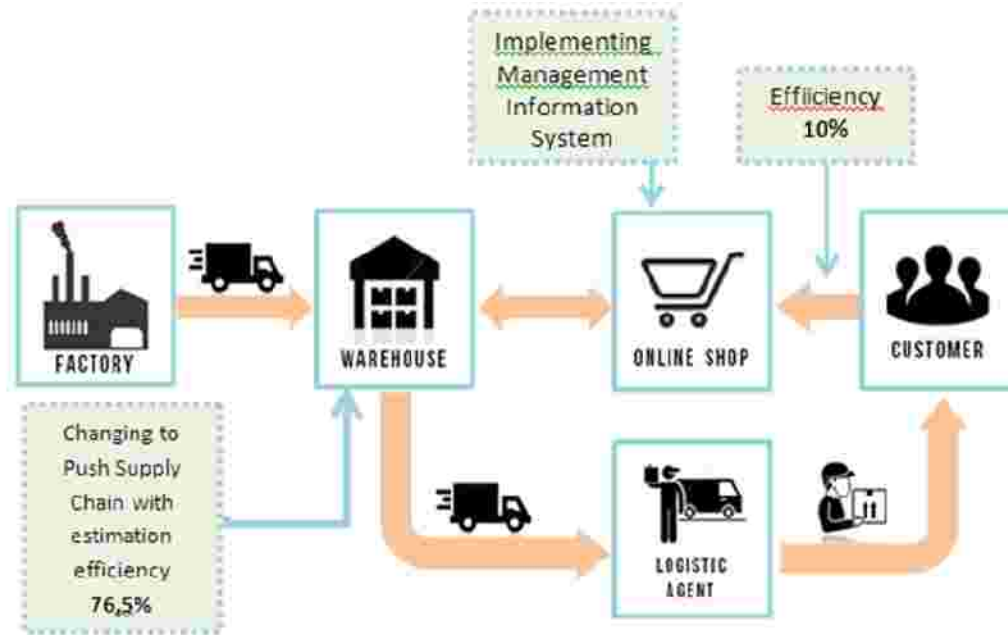 Implementing
Management
Information
System
Effiiciency
10%
FACTORY
WAREHOUSE
ONLINE SHOP
CUSTOMER
Changing to
Push Supply
Chain with
estimation
efficiency
76,5%
LOGISTIC
AGENT